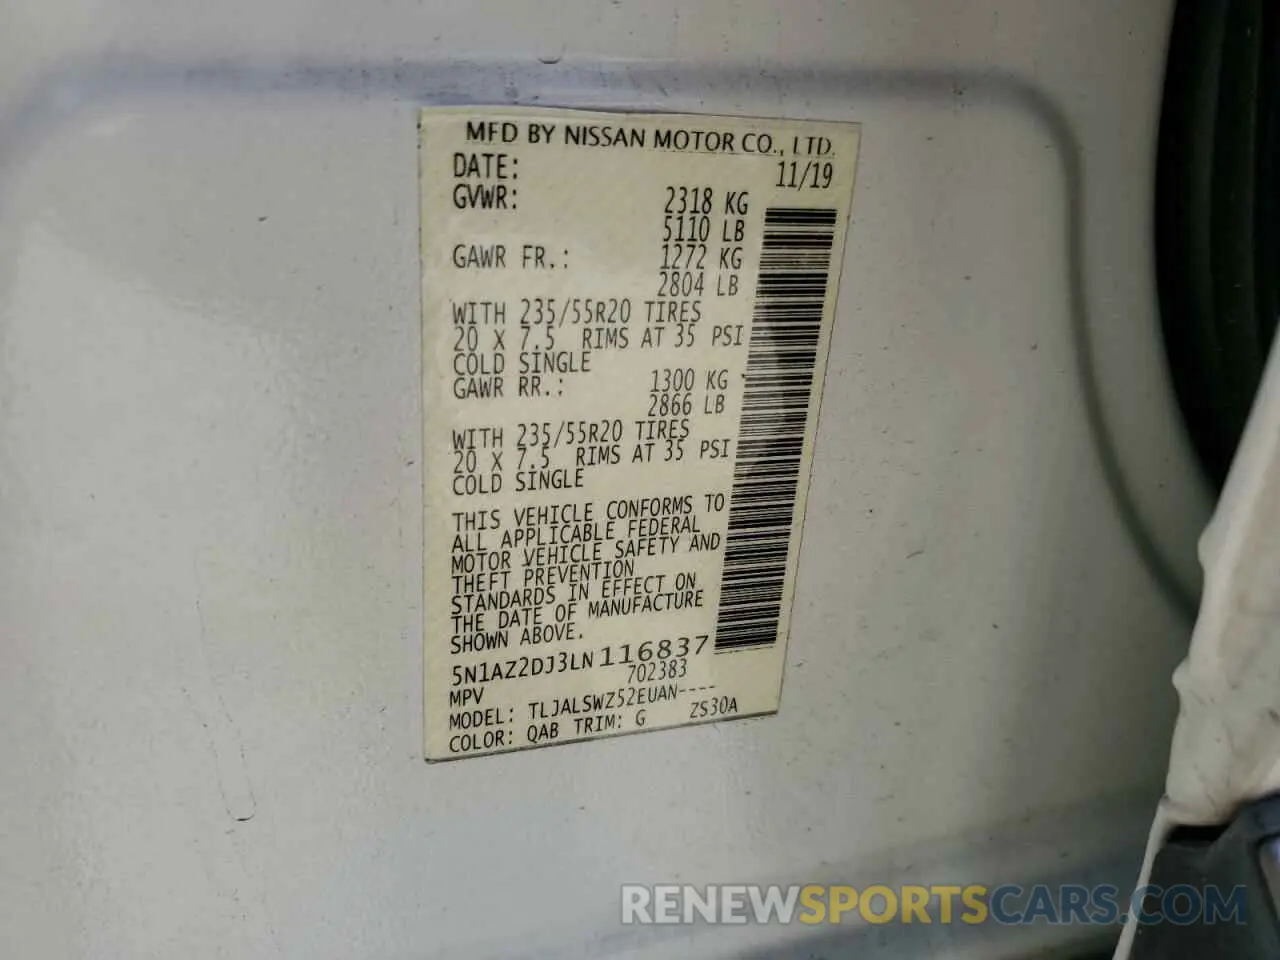 MFD BY NISSAN MOTOR CO., LTD.
DATE: 11/19
GVWR: 2318 KG
5110 LB
GAWR FR.: 1272 KG
2804 LB
WITH 235/55R20 TIRES
20 X 7.5 RIMS AT 35 PSI
COLD SINGLE
GAWR RR.: 1300 KG
2866 LB
WITH 235/55R20 TIRES
20 X 7.5 RIMS AT 35 PSI
COLD SINGLE
THIS VEHICLE CONFORMS TO
ALL APPLICABLE FEDERAL
MOTOR VEHICLE SAFETY AND
THEFT PREVENTION
STANDARDS IN EFFECT ON
THE DATE OF MANUFACTURE
SHOWN ABOVE.
5N1AZ2DJ3LN116837
702383
MPV
MODEL: TLJALSWZ52EUAN----
COLOR: QAB TRIM: G ZS30A
RENEWSPORTSCARS.COM